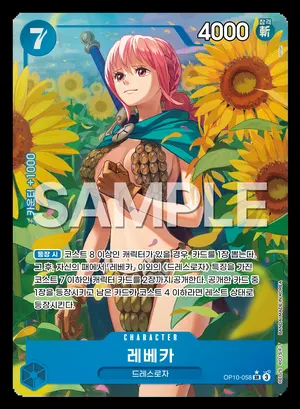 7
4000
참격
斬
카운터 +1000
SAMPLE
등장 시 코스트 8 이상인 캐릭터가 있을 경우, 카드를 1장 뽑는다.
그 후, 자신의 패에서 「레베카」 이외의 《드레스로자》 특징을 가진
코스트 7 이하인 캐릭터 카드를 2장까지 공개한다. 공개한 카드 중
1장을 등장시키고 남은 카드가 코스트 4 이하라면 레스트 상태로
등장시킨다.
CHARACTER
레베카
드레스로자
OP10-058 SR
3